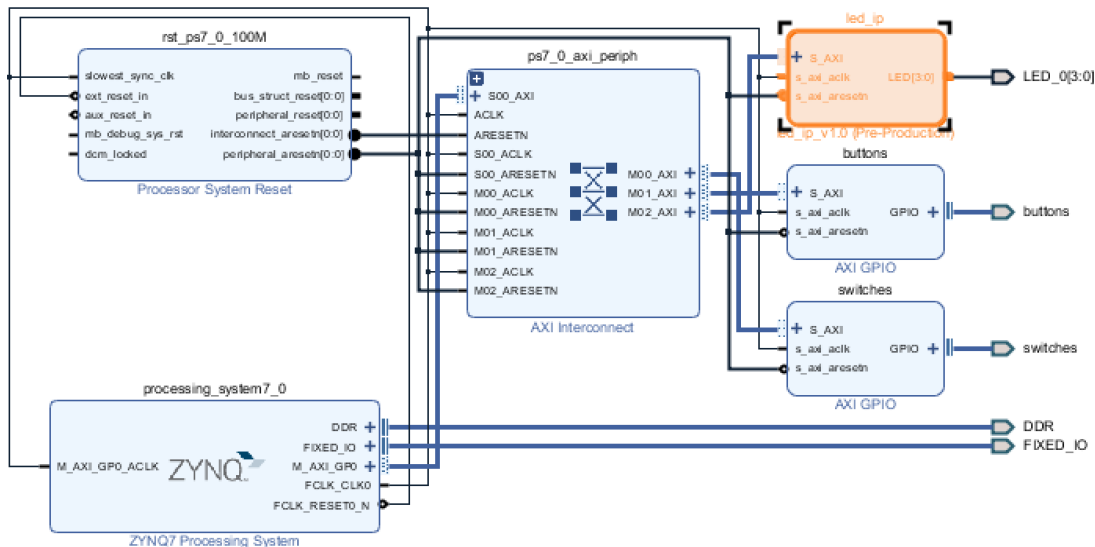 rst_ps7_0_100M
slowest_sync_clk
ext_reset_in
aux_reset_in
mb_debug_sys_rst
dcm_locked
mb_reset
bus_struct_reset[0:0]
peripheral_reset[0:0]
interconnect_aresetn[0:0]
peripheral_aresetn[0:0]
Processor System Reset
ps7_0_axi_periph
S00_AXI
ACLK
ARESETN
S00_ACLK
S00_ARESETN
M00_ACLK
M00_ARESETN
M01_ACLK
M01_ARESETN
M02_ACLK
M02_ARESETN
M00_AXI
M01_AXI
M02_AXI
AXI Interconnect
led_ip
S_AXI
s_axi_aclk
s_axi_aresetn
LED[3:0]
led_ip_v1.0 (Pre-Production)
LED_0[3:0]
buttons
S_AXI
s_axi_aclk
s_axi_aresetn
GPIO
AXI GPIO
buttons
switches
S_AXI
s_axi_aclk
s_axi_aresetn
GPIO
AXI GPIO
switches
processing_system7_0
M_AXI_GP0_ACLK
ZYNQ
DDR
FIXED_IO
M_AXI_GP0
FCLK_CLK0
FCLK_RESET0_N
ZYNQ7 Processing System
DDR
FIXED_IO